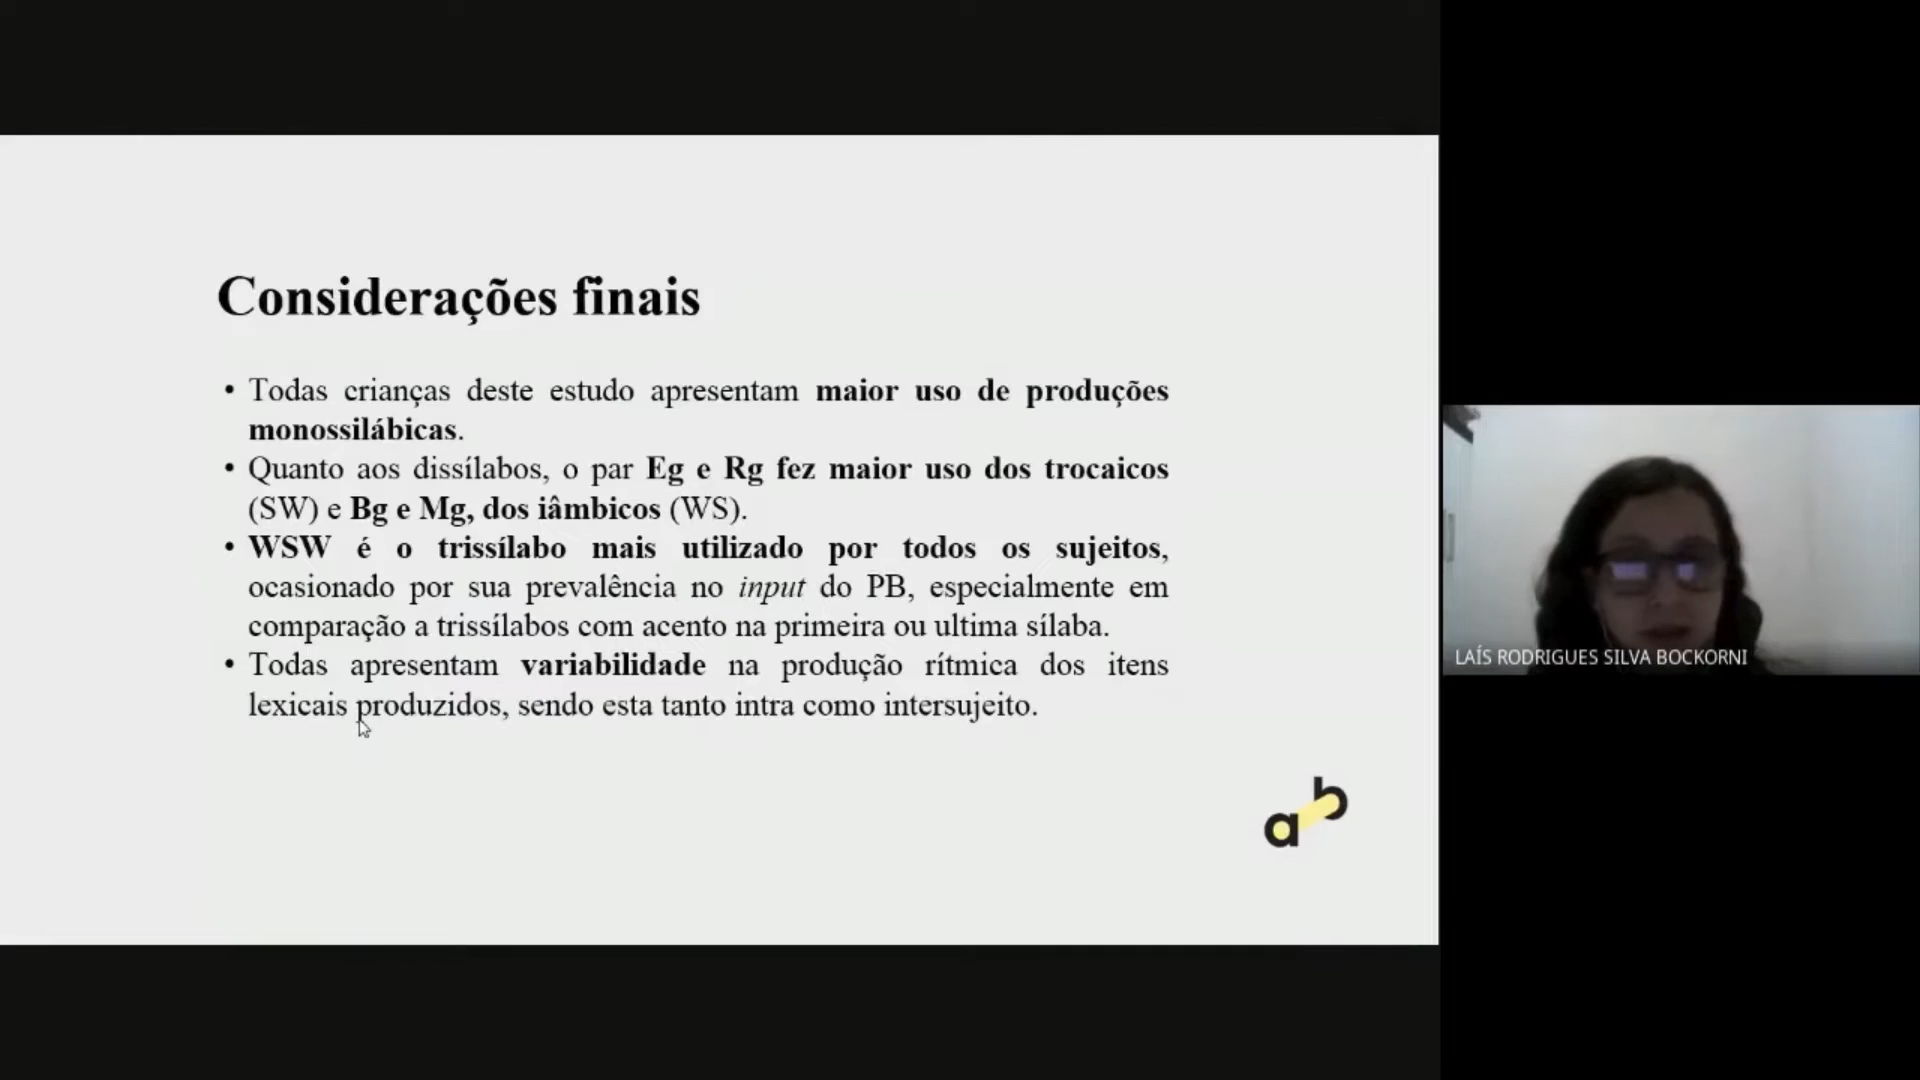 Considerações finais
• Todas crianças deste estudo apresentam maior uso de produções
monossilábicas.
• Quanto aos dissílabos, o par Eg e Rg fez maior uso dos trocaicos
(SW) e Bg e Mg, dos iâmbicos (WS).
• WSW é o trissílabo mais utilizado por todos os sujeitos,
ocasionado por sua prevalência no input do PB, especialmente em
comparação a trissílabos com acento na primeira ou ultima sílaba.
• Todas apresentam variabilidade na produção rítmica dos itens
lexicais produzidos, sendo esta tanto intra como intersujeito.
ab
LAÍS RODRIGUES SILVA BOCKORNI